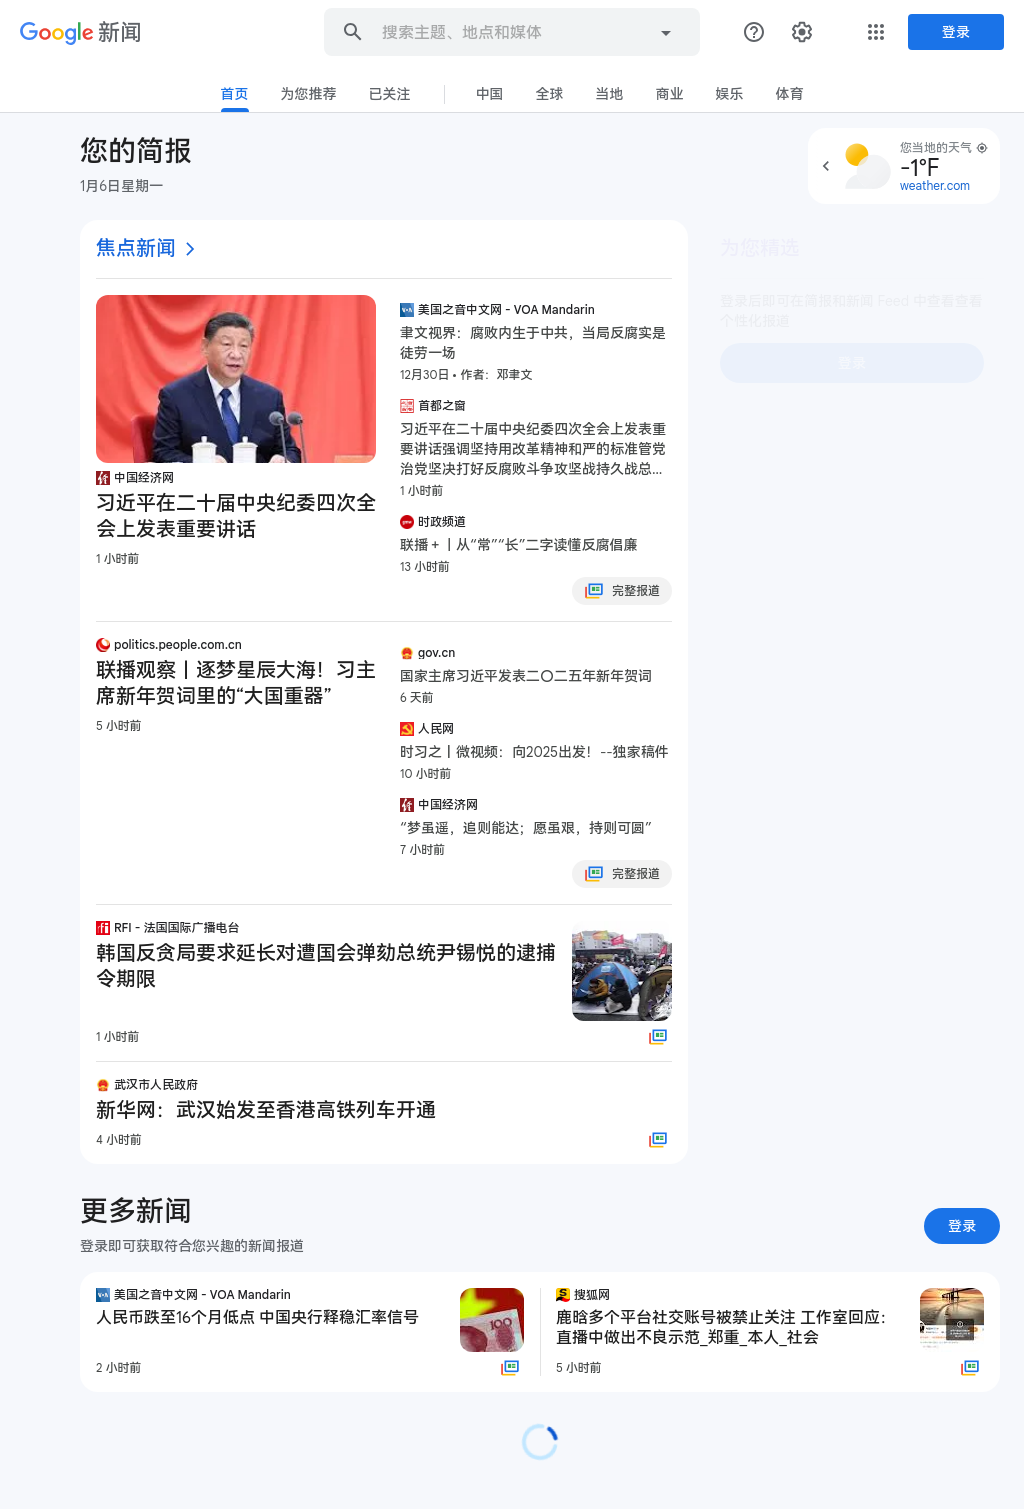 Google 新闻
搜索主题、地点和媒体
登录
首页 为您推荐 已关注 中国 全球 当地 商业 娱乐 体育
您的简报
1月6日星期一
您当地的天气
-1°F
weather.com
焦点新闻
中国经济网
习近平在二十届中央纪委四次全
会上发表重要讲话
1 小时前
美国之音中文网 - VOA Mandarin
聿文视界：腐败内生于中共，当局反腐实是
徒劳一场
12月30日 • 作者：邓聿文
首都之窗
习近平在二十届中央纪委四次全会上发表重
要讲话强调坚持用改革精神和严的标准管党
治党坚决打好反腐败斗争攻坚战持久战总...
1 小时前
时政频道
联播＋丨从“常”“长”二字读懂反腐倡廉
13 小时前
完整报道
为您精选
登录后即可在简报和新闻 Feed 中查看查看
个性化报道
登录
politics.people.com.cn
联播观察丨逐梦星辰大海！习主
席新年贺词里的“大国重器”
5 小时前
gov.cn
国家主席习近平发表二〇二五年新年贺词
6 天前
人民网
时习之丨微视频：向2025出发！--独家稿件
10 小时前
中国经济网
“梦虽遥，追则能达；愿虽艰，持则可圆”
7 小时前
完整报道
RFI - 法国国际广播电台
韩国反贪局要求延长对遭国会弹劾总统尹锡悦的逮捕
令期限
1 小时前
武汉市人民政府
新华网：武汉始发至香港高铁列车开通
4 小时前
更多新闻
登录即可获取符合您兴趣的新闻报道
登录
美国之音中文网 - VOA Mandarin
人民币跌至16个月低点 中国央行释稳汇率信号
2 小时前
100
搜狐网
鹿晗多个平台社交账号被禁止关注 工作室回应：
直播中做出不良示范_郑重_本人_社会
5 小时前